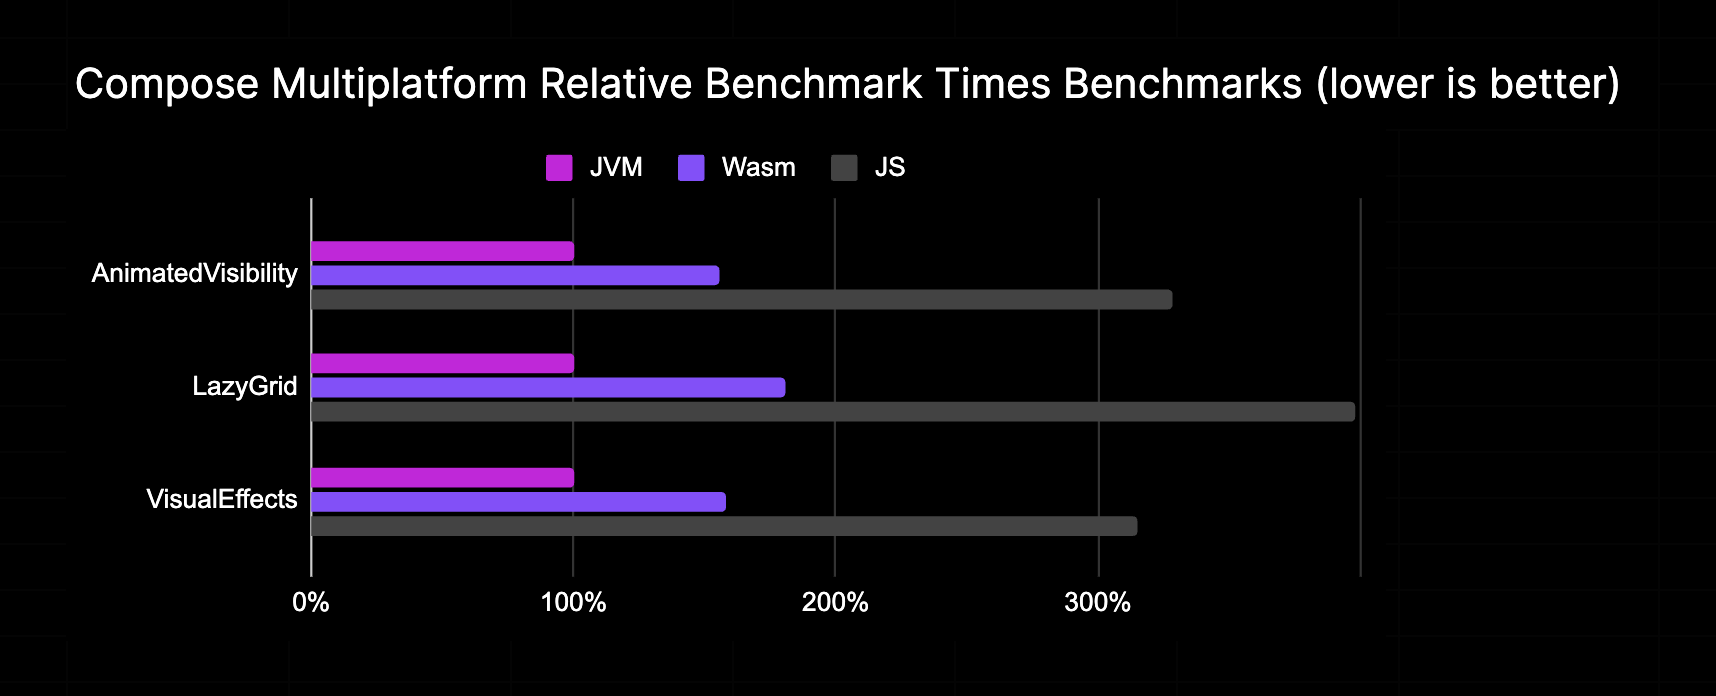 Compose Multiplatform Relative Benchmark Times Benchmarks (lower is better)
JVM Wasm JS
AnimatedVisibility
LazyGrid
VisualEffects
0% 100% 200% 300%